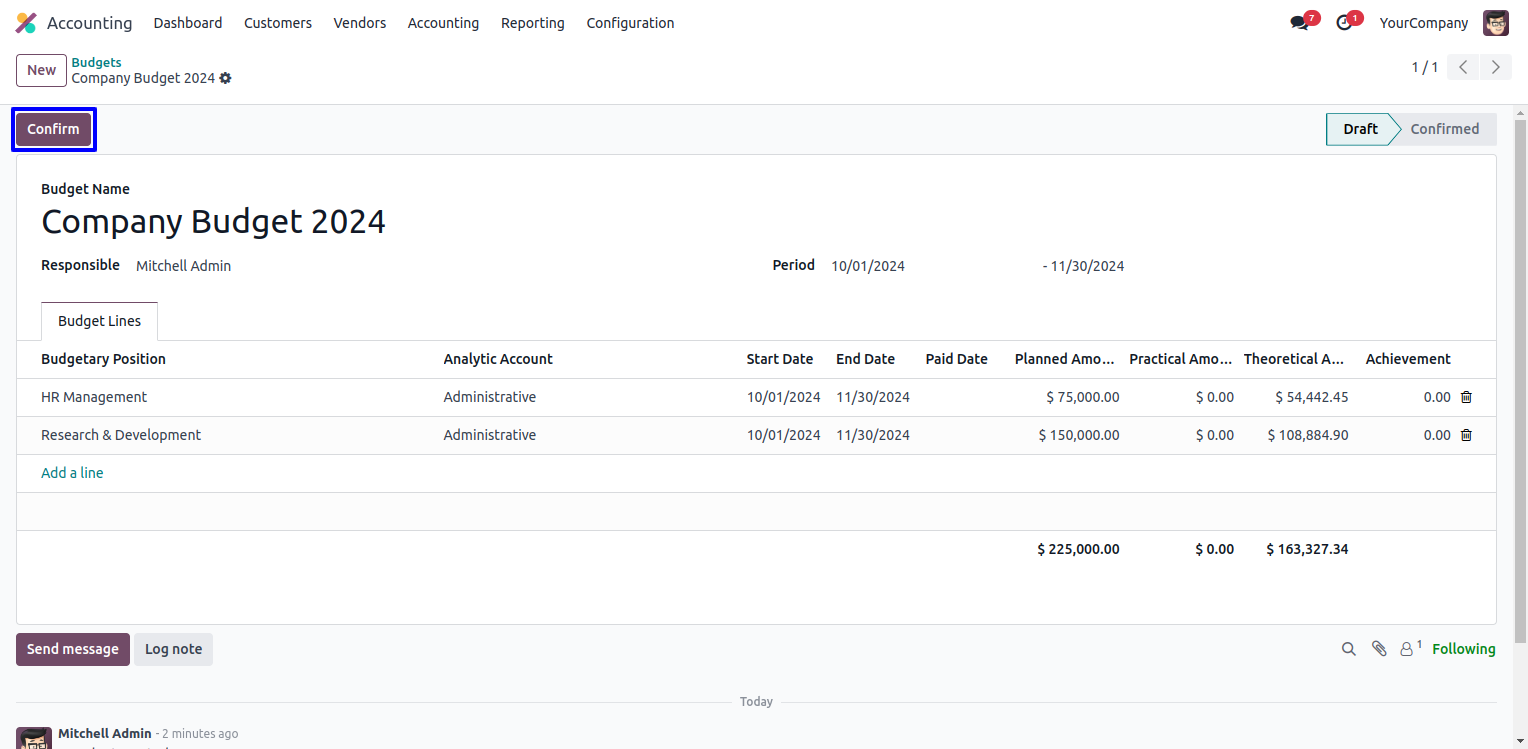 Accounting Dashboard Customers Vendors Accounting Reporting Configuration 7 1 YourCompany
New Budgets
Company Budget 2024
1 / 1
Confirm Draft Confirmed
Budget Name
Company Budget 2024
Responsible Mitchell Admin Period 10/01/2024 - 11/30/2024
Budget Lines
Budgetary Position Analytic Account Start Date End Date Paid Date Planned Amo... Practical Amo... Theoretical A... Achievement
HR Management Administrative 10/01/2024 11/30/2024 $ 75,000.00 $ 0.00 $ 54,442.45 0.00
Research & Development Administrative 10/01/2024 11/30/2024 $ 150,000.00 $ 0.00 $ 108,884.90 0.00
Add a line
$ 225,000.00 $ 0.00 $ 163,327.34
Send message Log note 1 Following
Today
Mitchell Admin - 2 minutes ago